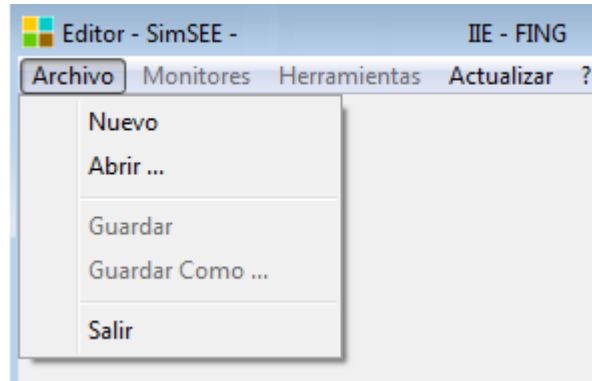 Editor - SimSEE - IIE - FING
Archivo Monitores Herramientas Actualizar ?
Nuevo
Abrir ...
Guardar
Guardar Como ...
Salir